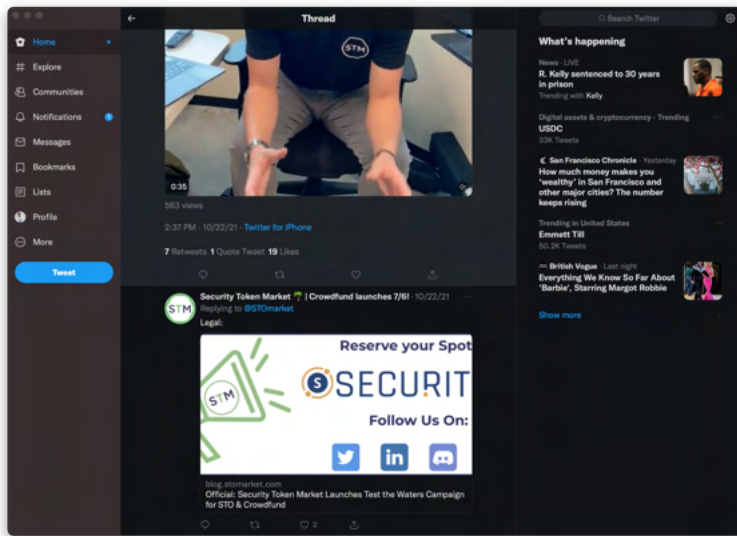 Home
Explore
Communities
Notifications
1
Messages
Bookmarks
Lists
Profile
More
Tweet
Thread
STM
0:35
563 views
2:37 PM · 10/22/21 · Twitter for iPhone
7 Retweets 1 Quote Tweet 19 Likes
STM
Security Token Market 🌴 | Crowdfund launches 7/6! · 10/22/21
Replying to @STOmarket
Legal:
Reserve your Spot
STM
S SECURIT
Follow Us On:
in
blog.stomarket.com
Official: Security Token Market Launches Test the Waters Campaign
for STO & Crowdfund
2
Search Twitter
What's happening
News · LIVE
R. Kelly sentenced to 30 years
in prison
Trending with Kelly
Digital assets & cryptocurrency · Trending
USDC
33K Tweets
San Francisco Chronicle · Yesterday
How much money makes you
'wealthy' in San Francisco and
other major cities? The number
keeps rising
Trending in United States
Emmett Till
50.2K Tweets
British Vogue · Last night
Everything We Know So Far About
'Barbie', Starring Margot Robbie
Show more